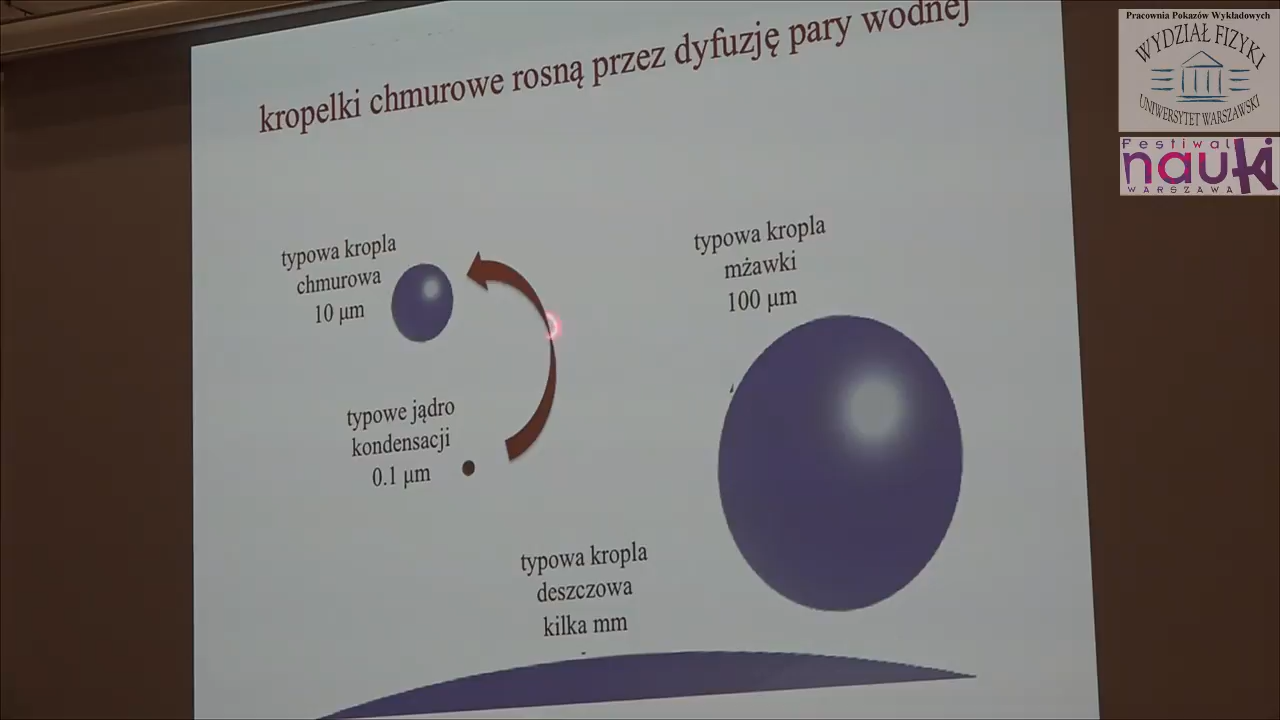 kropelki chmurowe rosną przez dyfuzję pary wodnej
typowa kropla
chmurowa
10 μm
typowe jądro
kondensacji
0.1 μm
typowa kropla
mżawki
100 μm
typowa kropla
deszczowa
kilka mm
Pracownia Pokazów Wykładowych
WYDZIAŁ FIZYKI
UNIWERSYTET WARSZAWSKI
Festiwal
nauki
WARSZAWA